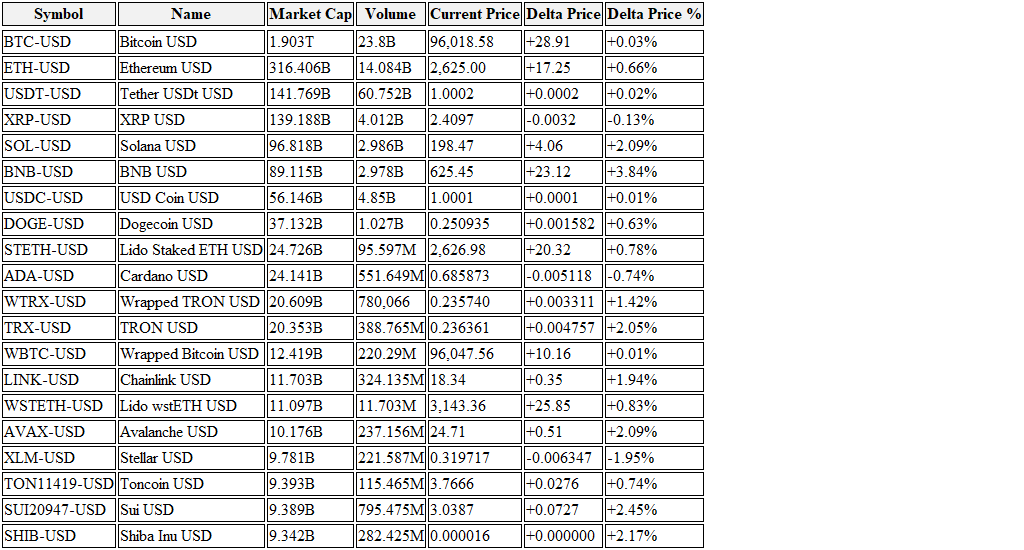 Symbol Name Market Cap Volume Current Price Delta Price Delta Price %
BTC-USD Bitcoin USD 1.903T 23.8B 96,018.58 +28.91 +0.03%
ETH-USD Ethereum USD 316.406B 14.084B 2,625.00 +17.25 +0.66%
USDT-USD Tether USDt USD 141.769B 60.752B 1.0002 +0.0002 +0.02%
XRP-USD XRP USD 139.188B 4.012B 2.4097 -0.0032 -0.13%
SOL-USD Solana USD 96.818B 2.986B 198.47 +4.06 +2.09%
BNB-USD BNB USD 89.115B 2.978B 625.45 +23.12 +3.84%
USDC-USD USD Coin USD 56.146B 4.85B 1.0001 +0.0001 +0.01%
DOGE-USD Dogecoin USD 37.132B 1.027B 0.250935 +0.001582 +0.63%
STETH-USD Lido Staked ETH USD 24.726B 95.597M 2,626.98 +20.32 +0.78%
ADA-USD Cardano USD 24.141B 551.649M 0.685873 -0.005118 -0.74%
WTRX-USD Wrapped TRON USD 20.609B 780,066 0.235740 +0.003311 +1.42%
TRX-USD TRON USD 20.353B 388.765M 0.236361 +0.004757 +2.05%
WBTC-USD Wrapped Bitcoin USD 12.419B 220.29M 96,047.56 +10.16 +0.01%
LINK-USD Chainlink USD 11.703B 324.135M 18.34 +0.35 +1.94%
WSTETH-USD Lido wstETH USD 11.097B 11.703M 3,143.36 +25.85 +0.83%
AVAX-USD Avalanche USD 10.176B 237.156M 24.71 +0.51 +2.09%
XLM-USD Stellar USD 9.781B 221.587M 0.319717 -0.006347 -1.95%
TON11419-USD Toncoin USD 9.393B 115.465M 3.7666 +0.0276 +0.74%
SUI20947-USD Sui USD 9.389B 795.475M 3.0387 +0.0727 +2.45%
SHIB-USD Shiba Inu USD 9.342B 282.425M 0.000016 +0.000000 +2.17%